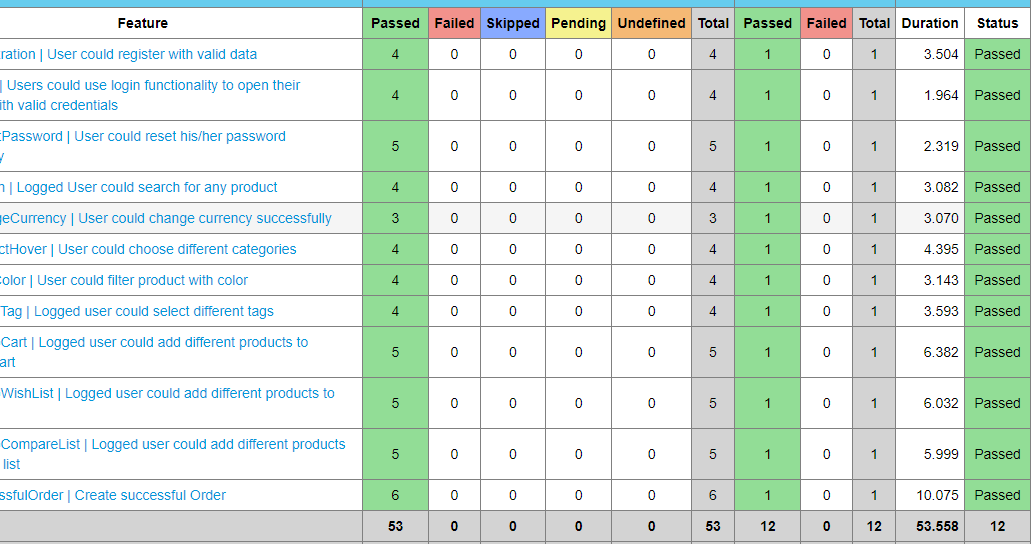 Feature Passed Failed Skipped Pending Undefined Total Passed Failed Total Duration Status
ration | User could register with valid data 4 0 0 0 0 4 1 0 1 3.504 Passed
| Users could use login functionality to open their
ith valid credentials 4 0 0 0 0 4 1 0 1 1.964 Passed
tPassword | User could reset his/her password
y 5 0 0 0 0 5 1 0 1 2.319 Passed
n | Logged User could search for any product 4 0 0 0 0 4 1 0 1 3.082 Passed
geCurrency | User could change currency successfully 3 0 0 0 0 3 1 0 1 3.070 Passed
ctHover | User could choose different categories 4 0 0 0 0 4 1 0 1 4.395 Passed
Color | User could filter product with color 4 0 0 0 0 4 1 0 1 3.143 Passed
Tag | Logged user could select different tags 4 0 0 0 0 4 1 0 1 3.593 Passed
Cart | Logged user could add different products to
art 5 0 0 0 0 5 1 0 1 6.382 Passed
WishList | Logged user could add different products to
5 0 0 0 0 5 1 0 1 6.032 Passed
CompareList | Logged user could add different products
list 5 0 0 0 0 5 1 0 1 5.999 Passed
ssfulOrder | Create successful Order 6 0 0 0 0 6 1 0 1 10.075 Passed
53 0 0 0 0 53 12 0 12 53.558 12